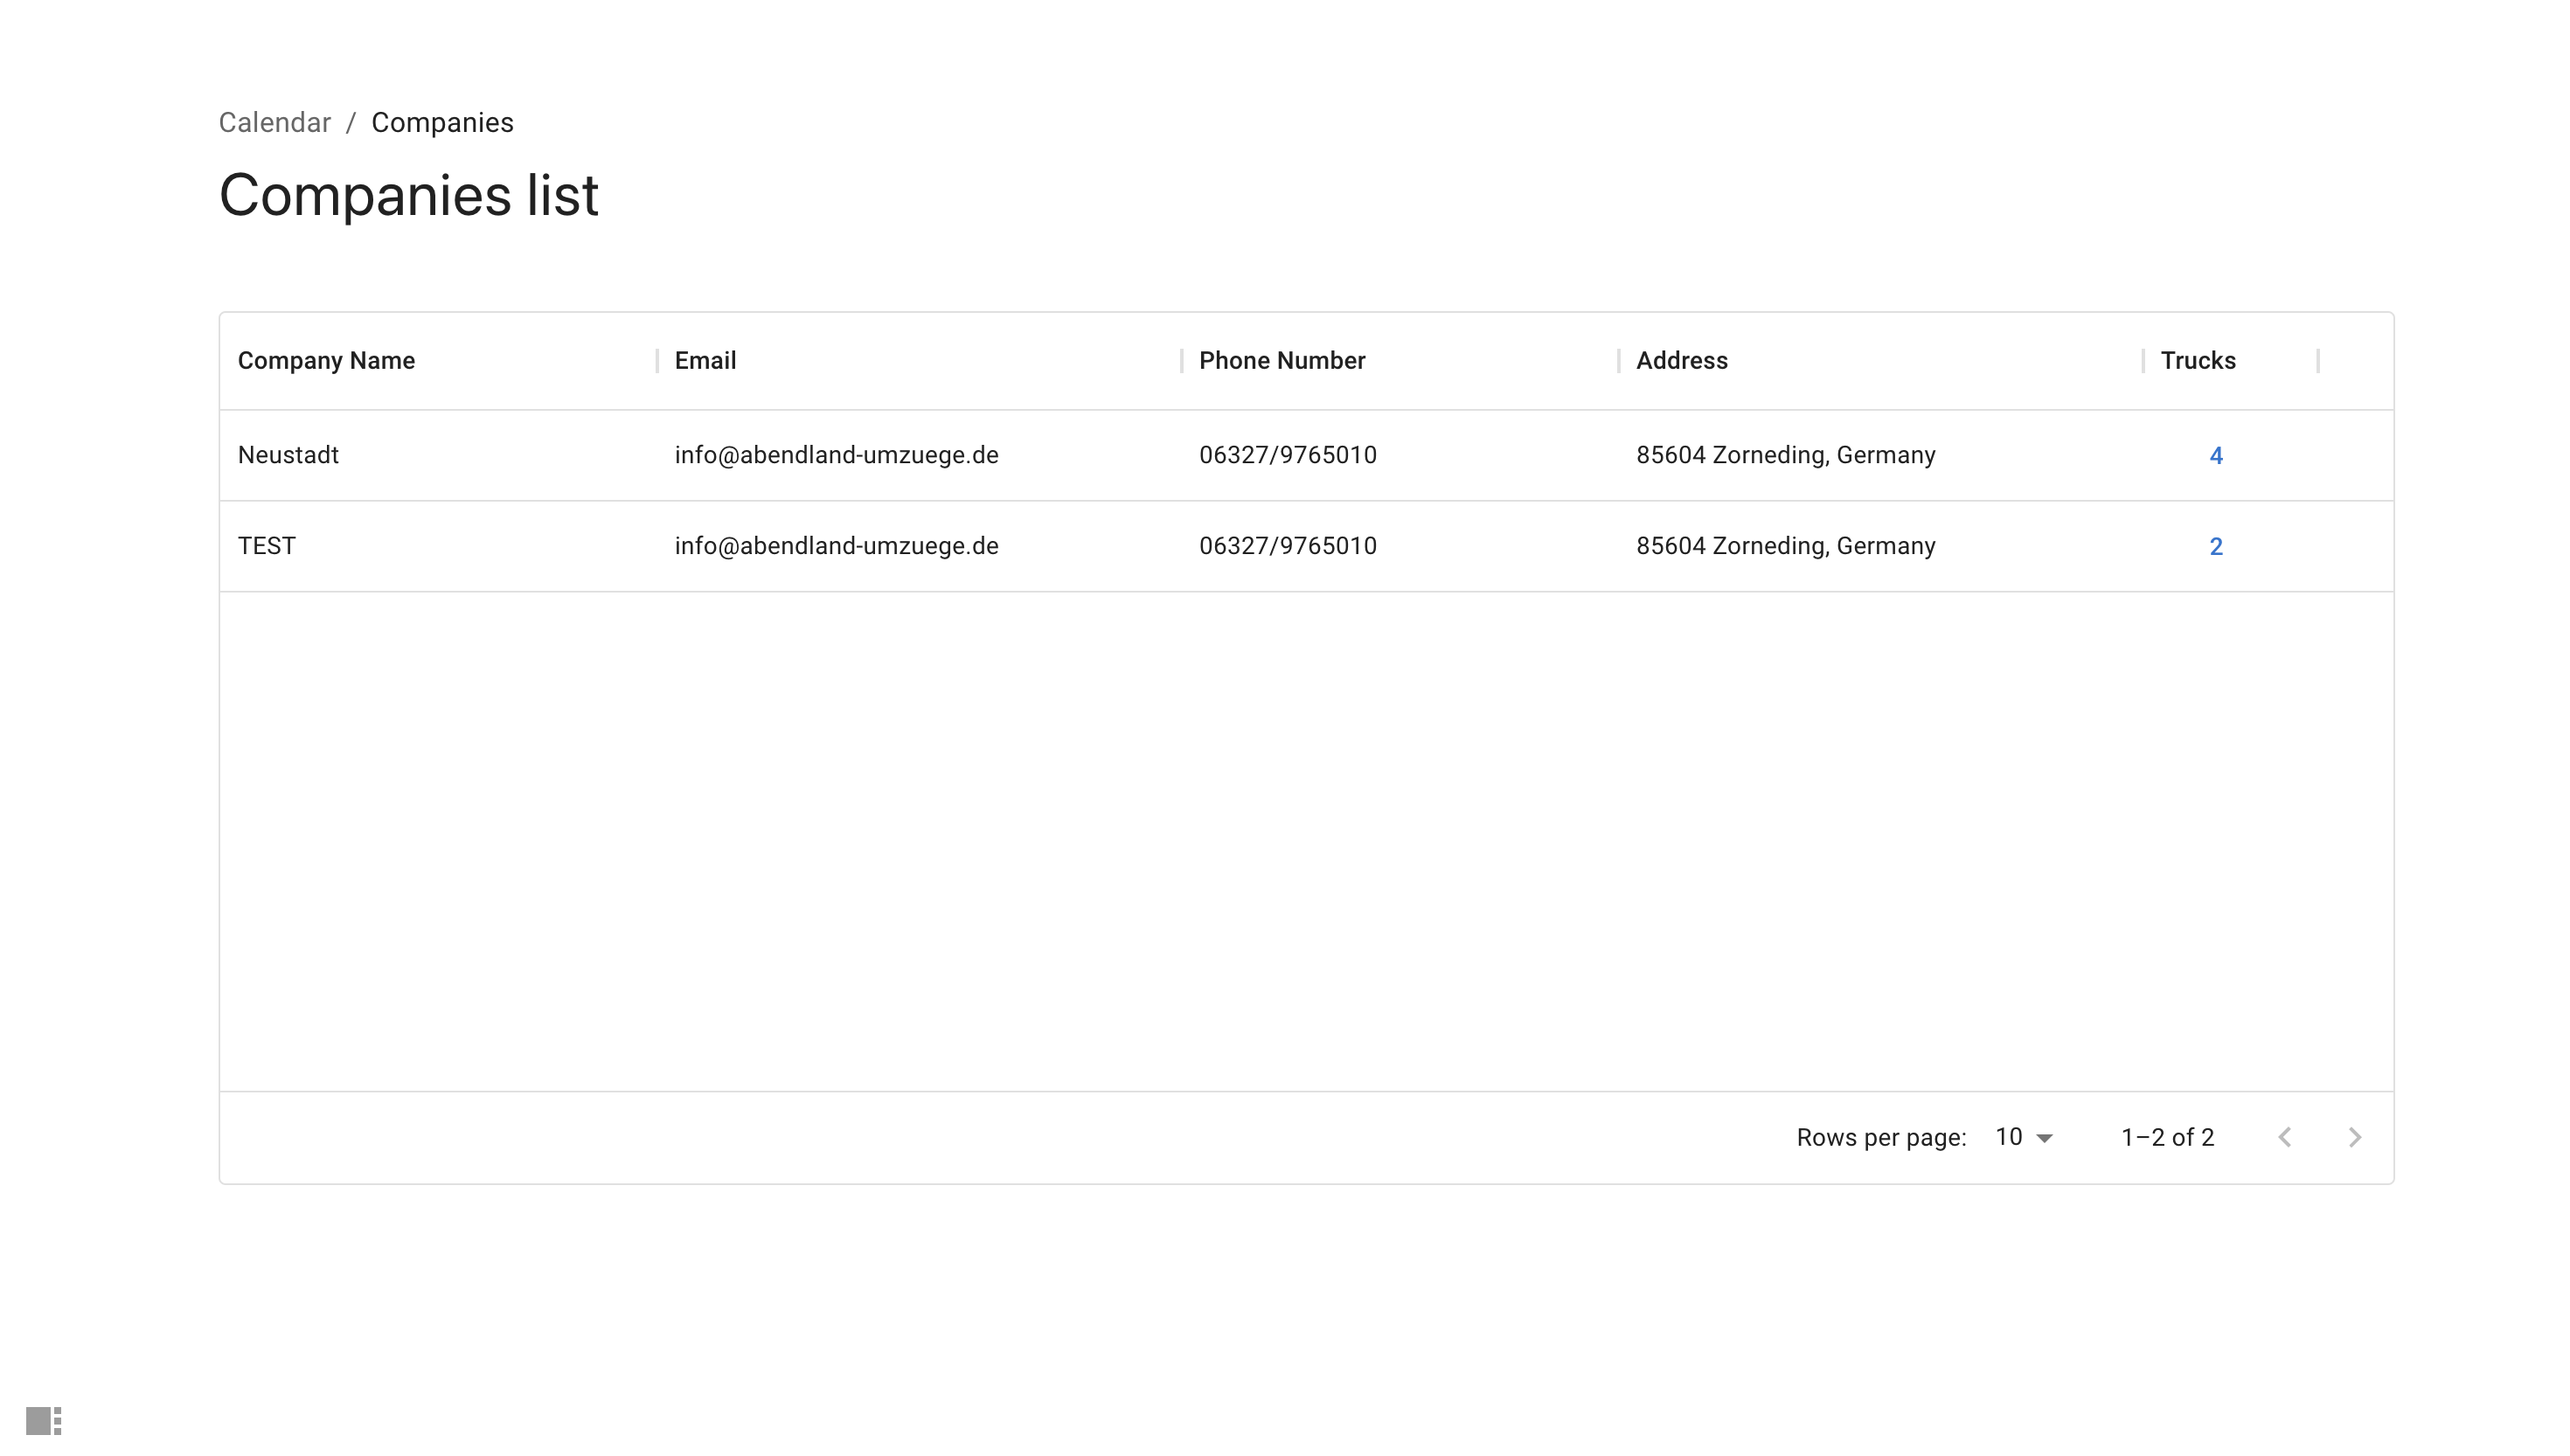 Calendar / Companies
Companies list
Company Name Email Phone Number Address Trucks
Neustadt info@abendland-umzuege.de 06327/9765010 85604 Zorneding, Germany 4
TEST info@abendland-umzuege.de 06327/9765010 85604 Zorneding, Germany 2
Rows per page: 10 1–2 of 2